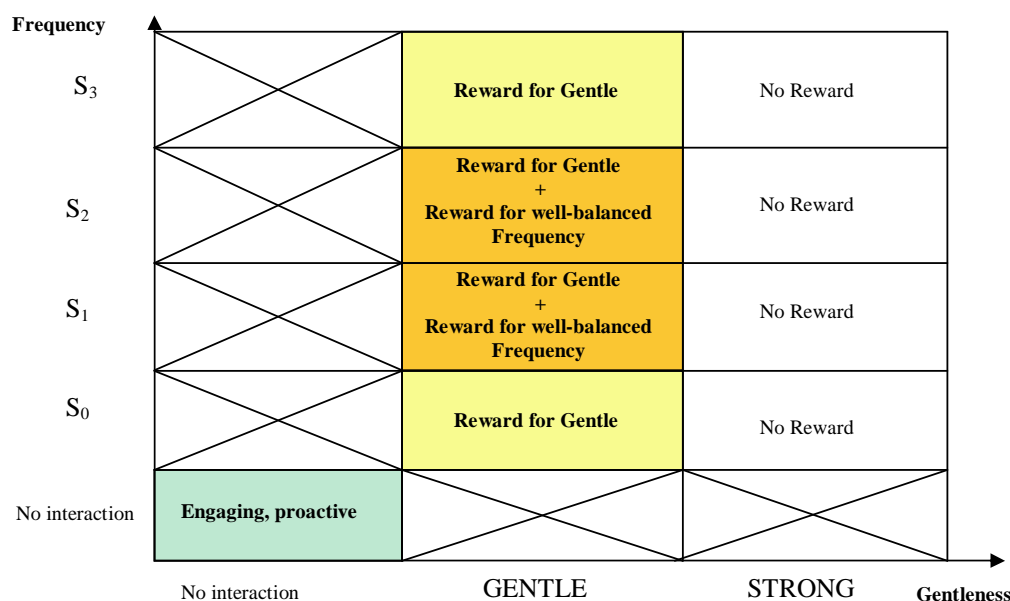 Frequency
S3
Reward for Gentle
No Reward
S2
Reward for Gentle
+
Reward for well-balanced
Frequency
No Reward
S1
Reward for Gentle
+
Reward for well-balanced
Frequency
No Reward
S0
Reward for Gentle
No Reward
No interaction
Engaging, proactive
No interaction
GENTLE
STRONG
Gentleness